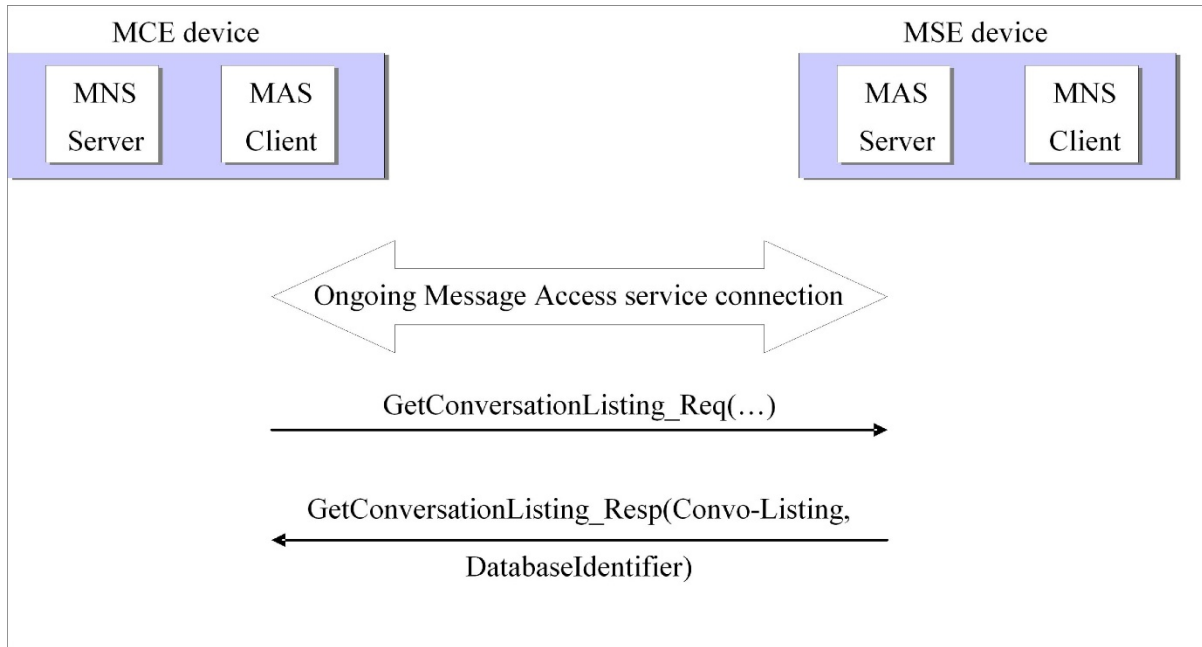 MCE device
MSE device
MNS
Server
MAS
Client
MAS
Server
MNS
Client
Ongoing Message Access service connection
GetConversationListing_Req(…)
GetConversationListing_Resp(Convo-Listing,
DatabaseIdentifier)